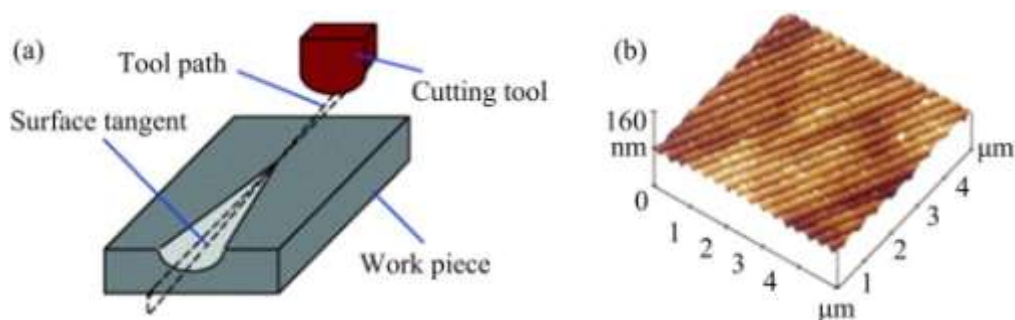 (a)
Tool path
Cutting tool
Surface tangent
Work piece
(b)
160
nm
0
1
2
3
4
μm
1
2
3
4
μm